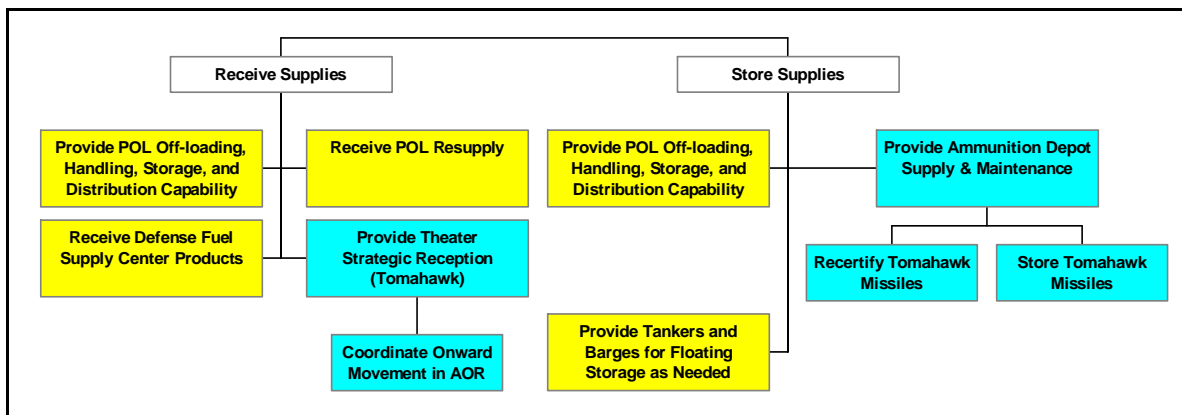 Receive Supplies
Store Supplies
Provide POL Off-loading,
Handling, Storage, and
Distribution Capability
Receive POL Resupply
Provide POL Off-loading,
Handling, Storage, and
Distribution Capability
Provide Ammunition Depot
Supply & Maintenance
Receive Defense Fuel
Supply Center Products
Provide Theater
Strategic Reception
(Tomahawk)
Recertify Tomahawk
Missiles
Store Tomahawk
Missiles
Coordinate Onward
Movement in AOR
Provide Tankers and
Barges for Floating
Storage as Needed